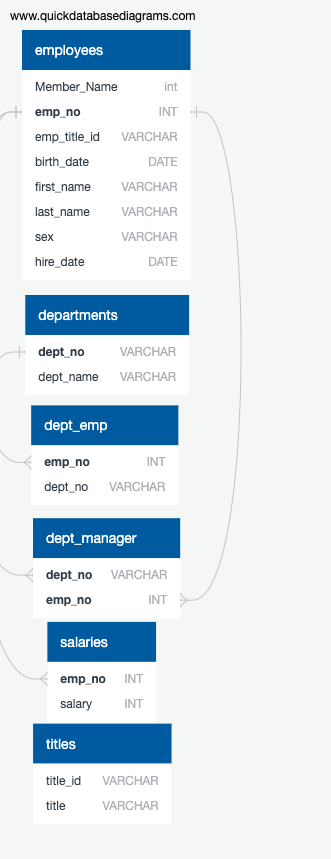 www.quickdatabasediagrams.com
employees
Member_Name int
emp_no INT
emp_title_id VARCHAR
birth_date DATE
first_name VARCHAR
last_name VARCHAR
sex VARCHAR
hire_date DATE
departments
dept_no VARCHAR
dept_name VARCHAR
dept_emp
emp_no INT
dept_no VARCHAR
dept_manager
dept_no VARCHAR
emp_no INT
salaries
emp_no INT
salary INT
titles
title_id VARCHAR
title VARCHAR